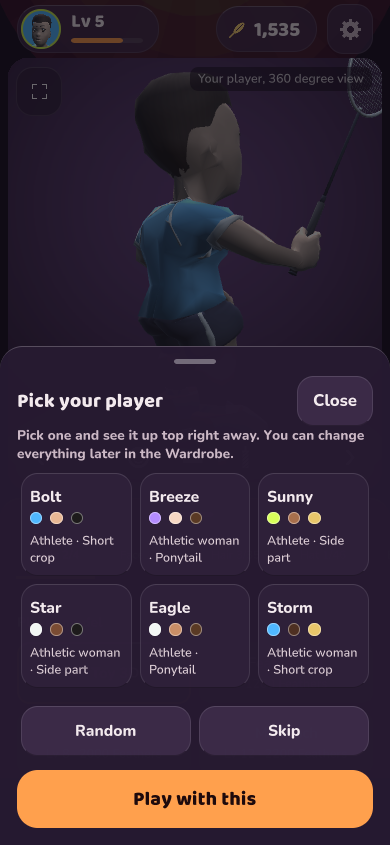 Lv 5
1,535
Your player, 360 degree view
Pick your player
Close
Pick one and see it up top right away. You can change
everything later in the Wardrobe.
Bolt
Athlete · Short
crop
Breeze
Athletic woman
· Ponytail
Sunny
Athlete · Side
part
Star
Athletic woman
· Side part
Eagle
Athlete ·
Ponytail
Storm
Athletic woman
· Short crop
Random
Skip
Play with this